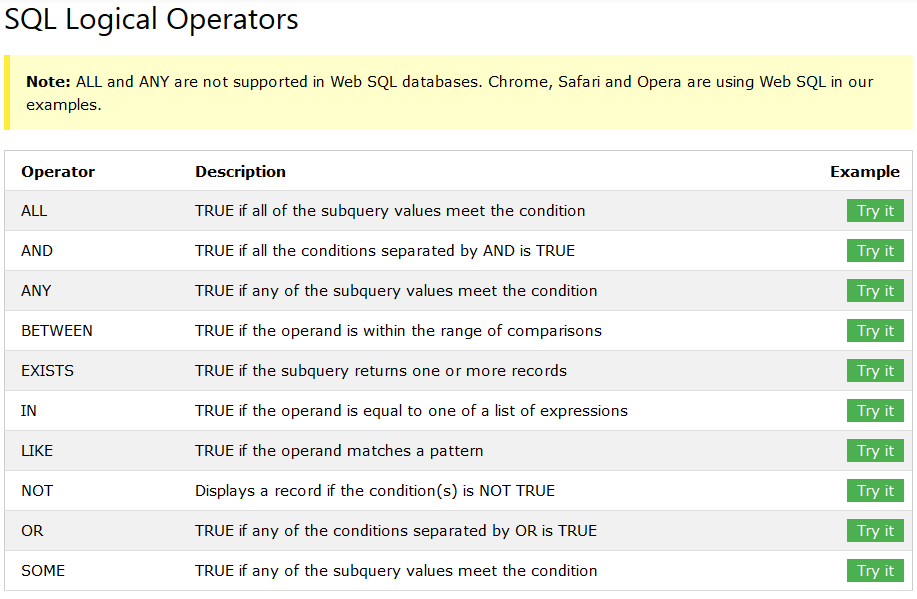 SQL Logical Operators
Note: ALL and ANY are not supported in Web SQL databases. Chrome, Safari and Opera are using Web SQL in our
examples.
Operator Description Example
ALL TRUE if all of the subquery values meet the condition Try it
AND TRUE if all the conditions separated by AND is TRUE Try it
ANY TRUE if any of the subquery values meet the condition Try it
BETWEEN TRUE if the operand is within the range of comparisons Try it
EXISTS TRUE if the subquery returns one or more records Try it
IN TRUE if the operand is equal to one of a list of expressions Try it
LIKE TRUE if the operand matches a pattern Try it
NOT Displays a record if the condition(s) is NOT TRUE Try it
OR TRUE if any of the conditions separated by OR is TRUE Try it
SOME TRUE if any of the subquery values meet the condition Try it